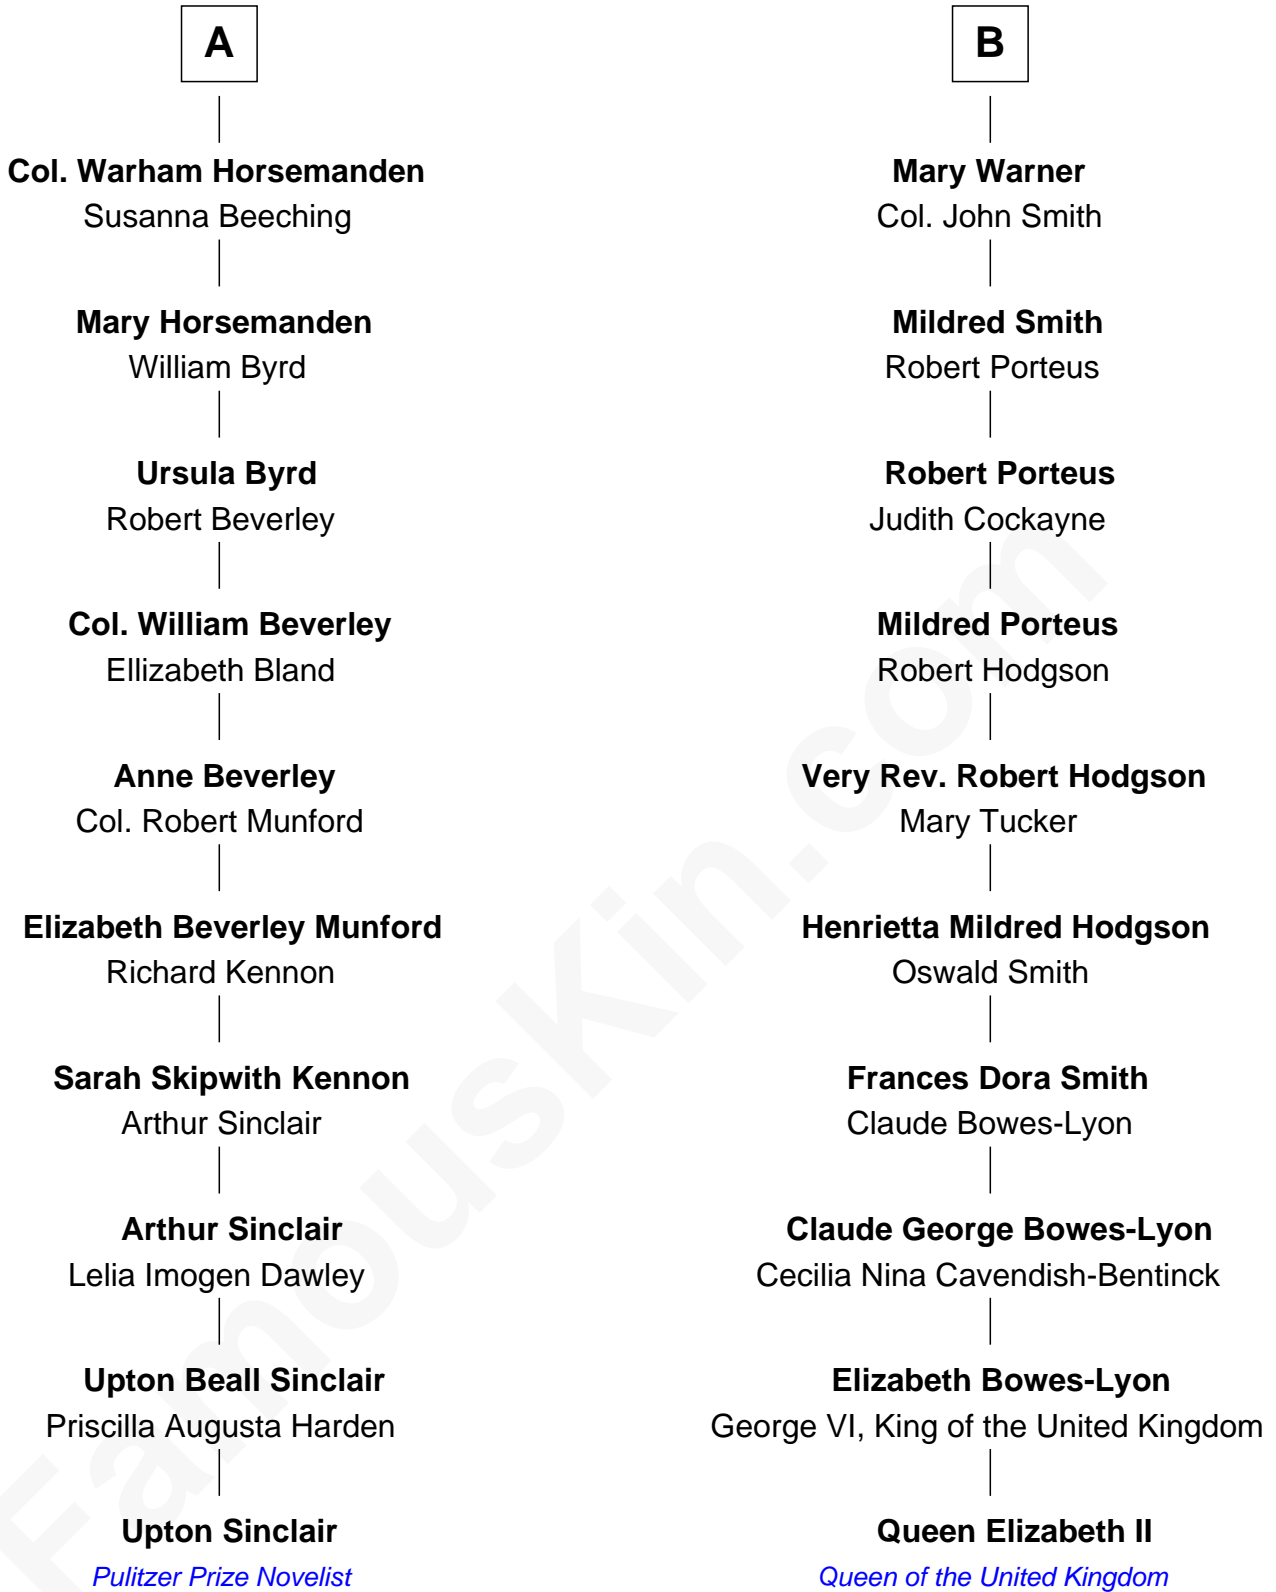 A
Col. Warham Horsemanden
Susanna Beeching
Mary Horsemanden
William Byrd
Ursula Byrd
Robert Beverley
Col. William Beverley
Ellizabeth Bland
Anne Beverley
Col. Robert Munford
Elizabeth Beverley Munford
Richard Kennon
Sarah Skipwith Kennon
Arthur Sinclair
Arthur Sinclair
Lelia Imogen Dawley
Upton Beall Sinclair
Priscilla Augusta Harden
Upton Sinclair
Pulitzer Prize Novelist
B
Mary Warner
Col. John Smith
Mildred Smith
Robert Porteus
Robert Porteus
Judith Cockayne
Mildred Porteus
Robert Hodgson
Very Rev. Robert Hodgson
Mary Tucker
Henrietta Mildred Hodgson
Oswald Smith
Frances Dora Smith
Claude Bowes-Lyon
Claude George Bowes-Lyon
Cecilia Nina Cavendish-Bentinck
Elizabeth Bowes-Lyon
George VI, King of the United Kingdom
Queen Elizabeth II
Queen of the United Kingdom
FamousKin.com